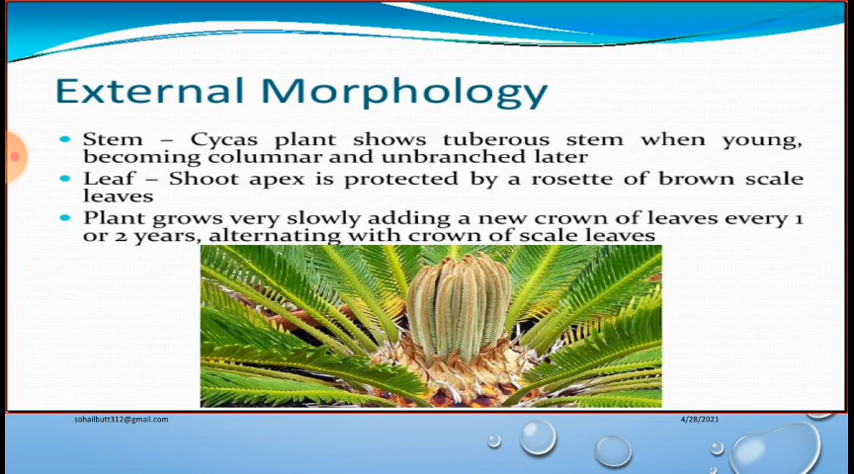 External Morphology
• Stem – Cycas plant shows tuberous stem when young,
becoming columnar and unbranched later
• Leaf – Shoot apex is protected by a rosette of brown scale
leaves
• Plant grows very slowly adding a new crown of leaves every 1
or 2 years, alternating with crown of scale leaves
sohailbutt312@gmail.com
4/28/2021